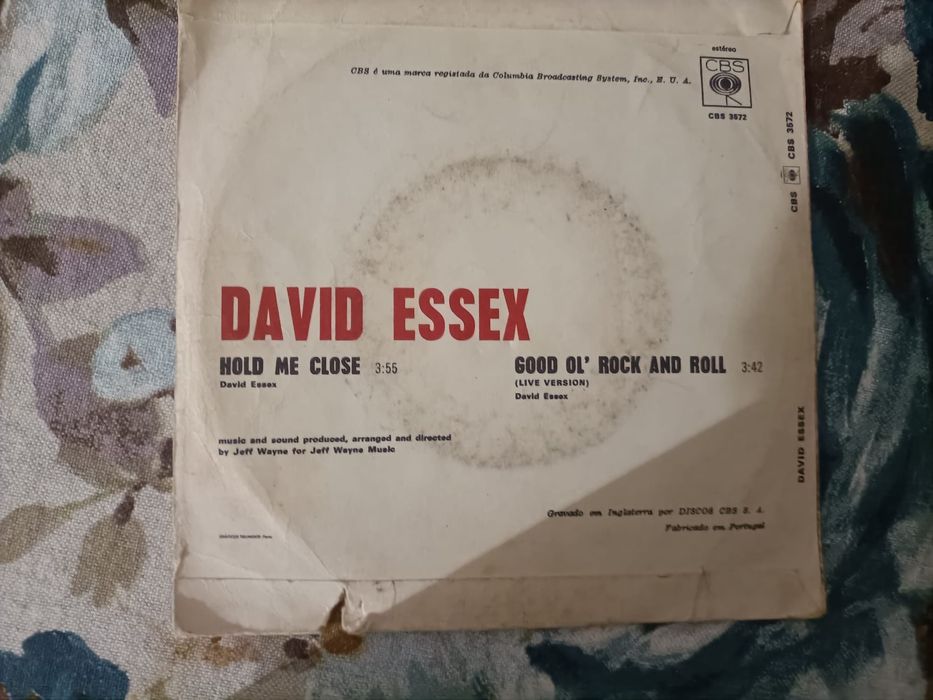 estéreo
CBS é uma marca registada da Columbia Broadcasting System, Inc., E. U. A.
CBS
CBS 3572
CBS CBS 3572
DAVID ESSEX
HOLD ME CLOSE 3:55
David Essex
GOOD OL' ROCK AND ROLL 3:42
(LIVE VERSION)
David Essex
music and sound produced, arranged and directed
by Jeff Wayne for Jeff Wayne Music
DAVID ESSEX
Gravado em Inglaterra por DISCOS CBS S. A.
Fabricado em Portugal